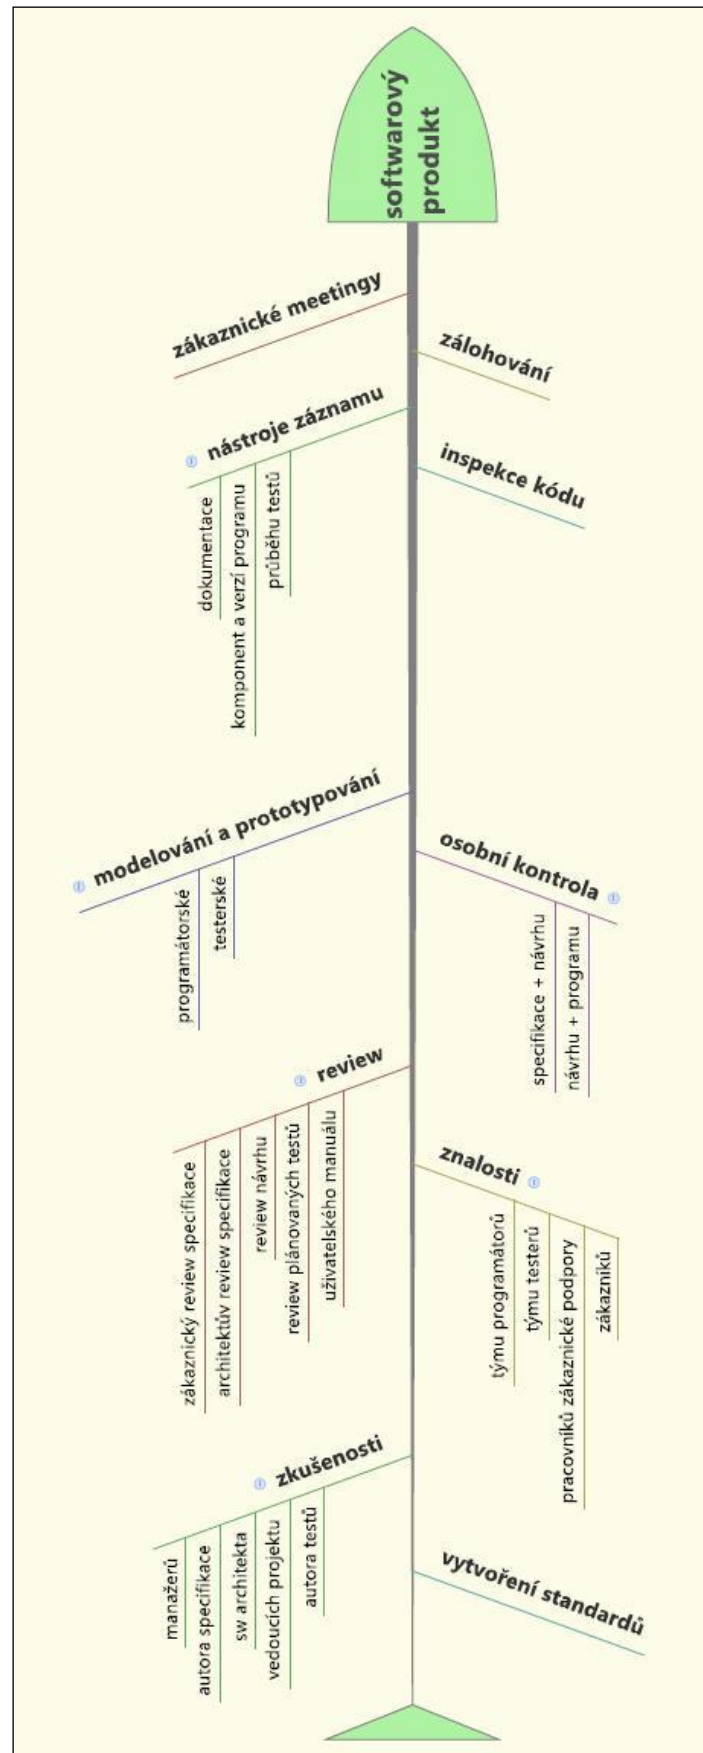 softwarový
produkt
zákaznické meetingy
zálohování
nástroje záznamu
dokumentace
komponent a verzí programu
průběhu testů
inspekce kódu
modelování a prototypování
programátorské
testerské
osobní kontrola
specifikace + návrhu
návrhu + programu
review
zákaznický review specifikace
architektův review specifikace
review návrhu
review plánovaných testů
uživatelského manuálu
znalosti
týmu programátorů
týmu testerů
pracovníků zákaznické podpory
zákazníků
zkušenosti
manažerů
autora specifikace
sw architekta
vedoucích projektu
autora testů
vytvoření standardů